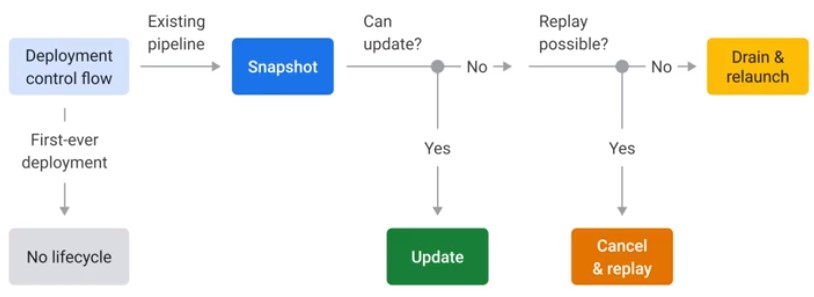 Deployment
control flow
Existing
pipeline
Snapshot
Can
update?
No
Replay
possible?
No
Drain &
relaunch
First-ever
deployment
Yes
Yes
No lifecycle
Update
Cancel
& replay